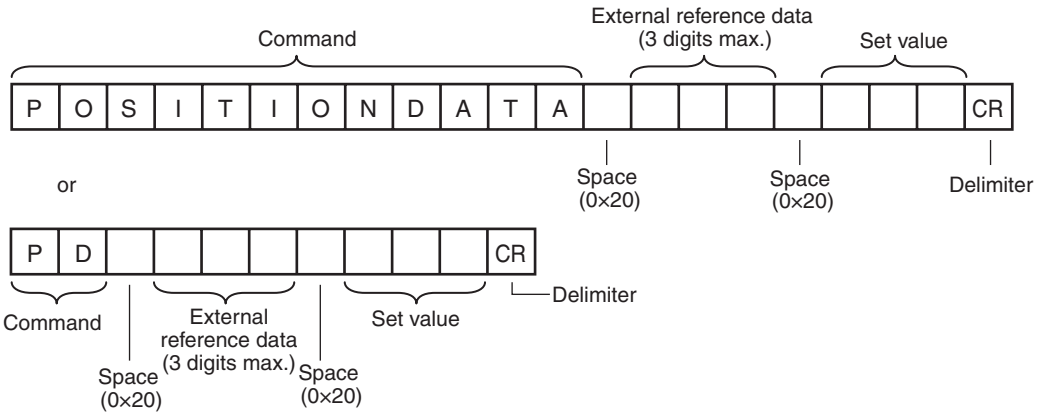 External reference data
(3 digits max.)
Command
Set value
P O S I T I O N D A T A CR
Space
(0×20)
Space
(0×20)
Delimiter
or
P D CR
Delimiter
Command
External
reference data
(3 digits max.)
Set value
Space
(0×20)
Space
(0×20)